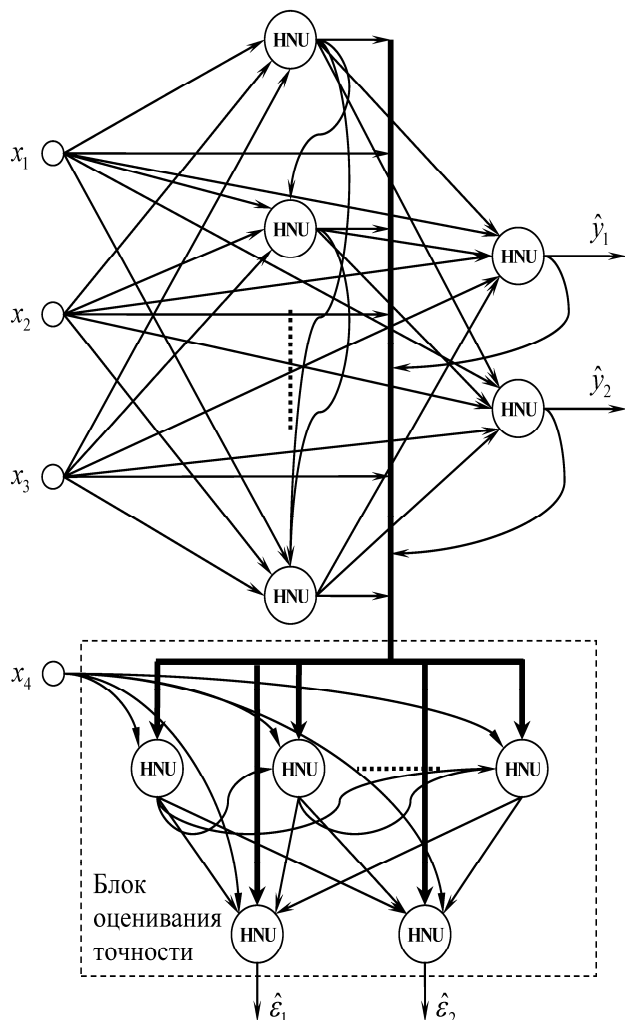 HNU
x₁
HNU
ŷ₁
HNU
x₂
ŷ₂
HNU
x₃
HNU
x₄
HNU HNU HNU
Блок
оценивания
точности
HNU HNU
ε̂₁ ε̂₂